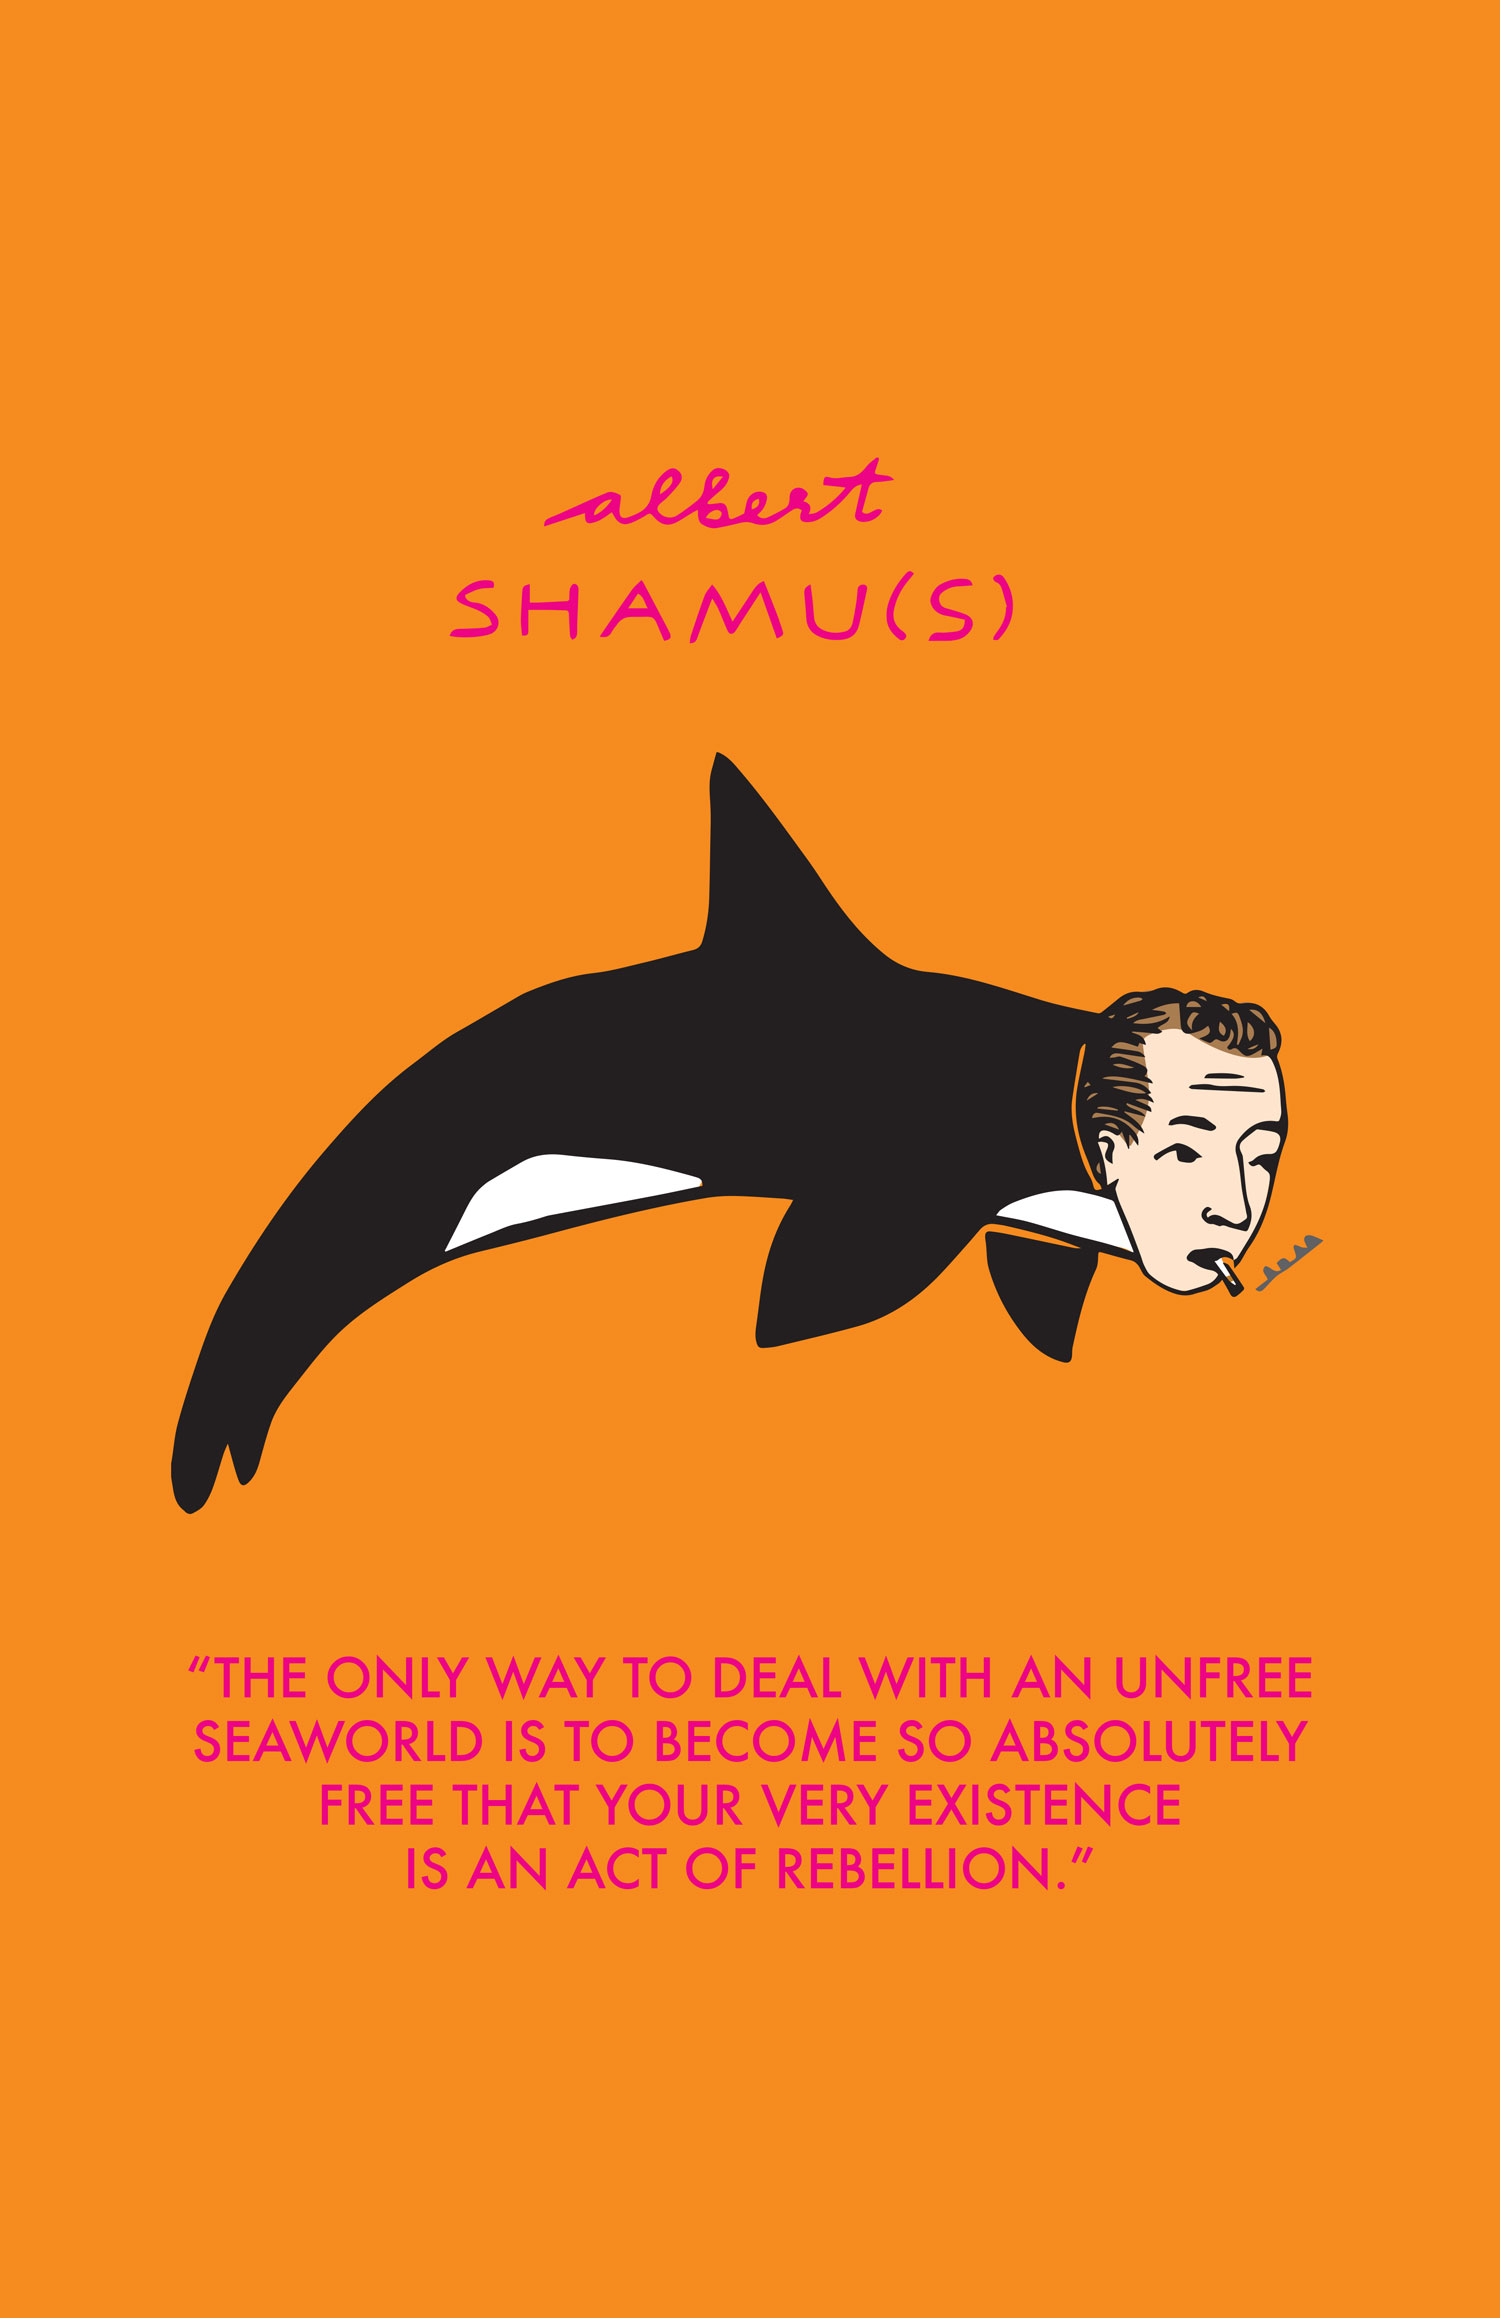 albert
SHAMU(S)
“THE ONLY WAY TO DEAL WITH AN UNFREE
SEAWORLD IS TO BECOME SO ABSOLUTELY
FREE THAT YOUR VERY EXISTENCE
IS AN ACT OF REBELLION.”